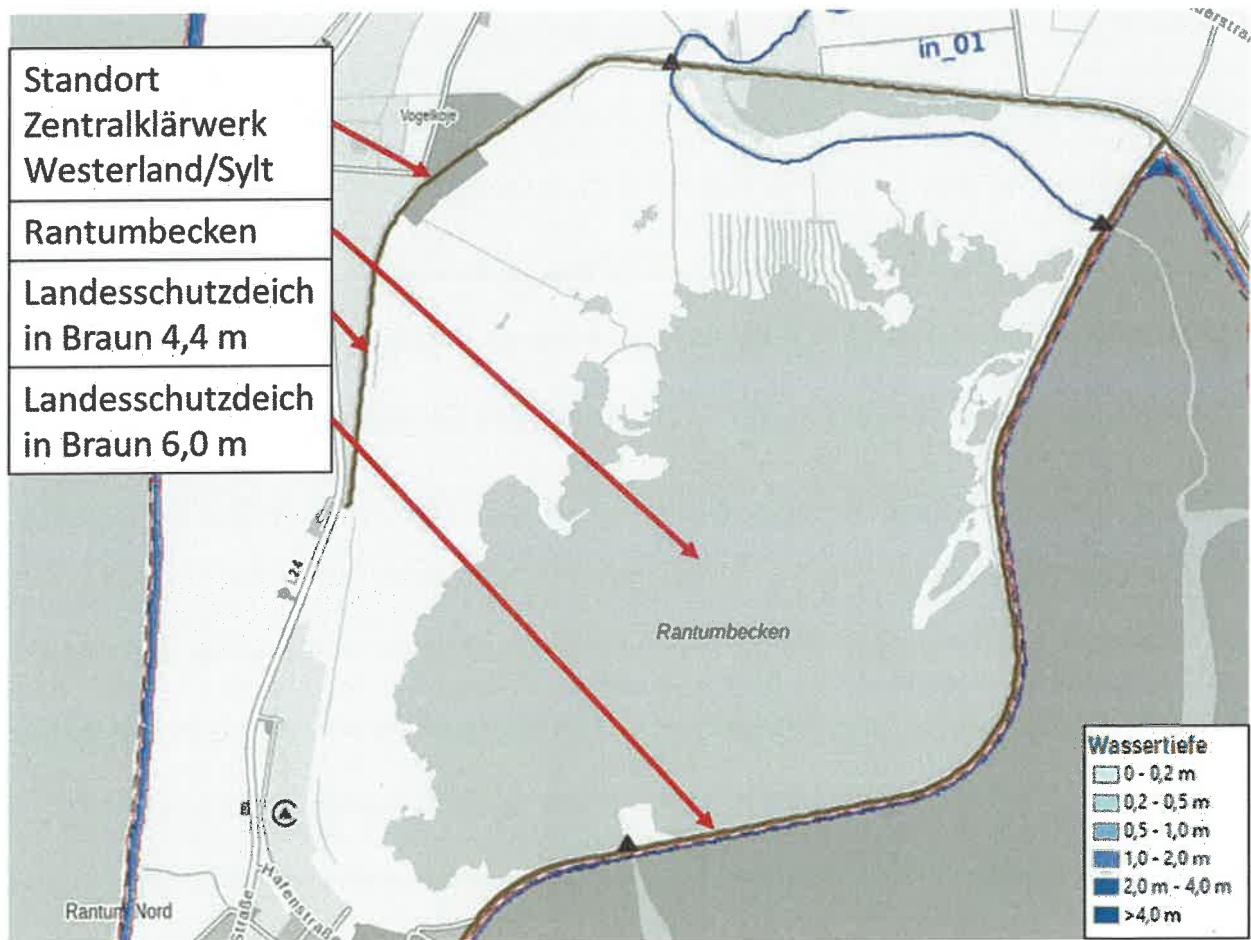 Standort
Zentralklärwerk
Westerland/Sylt
Rantumbecken
Landesschutzdeich
in Braun 4,4 m
Landesschutzdeich
in Braun 6,0 m
Vogelkoje
in_01
L24
Rantumbecken
Rantum Nord
Straße
Hafenstraße
Wassertiefe
0 - 0,2 m
0,2 - 0,5 m
0,5 - 1,0 m
1,0 - 2,0 m
2,0 m - 4,0 m
>4,0 m